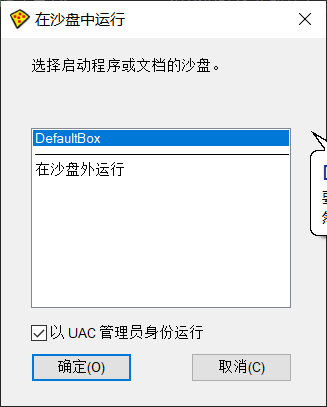 在沙盘中运行
选择启动程序或文档的沙盘。
DefaultBox
在沙盘外运行
以 UAC 管理员身份运行
确定(O)
取消(C)